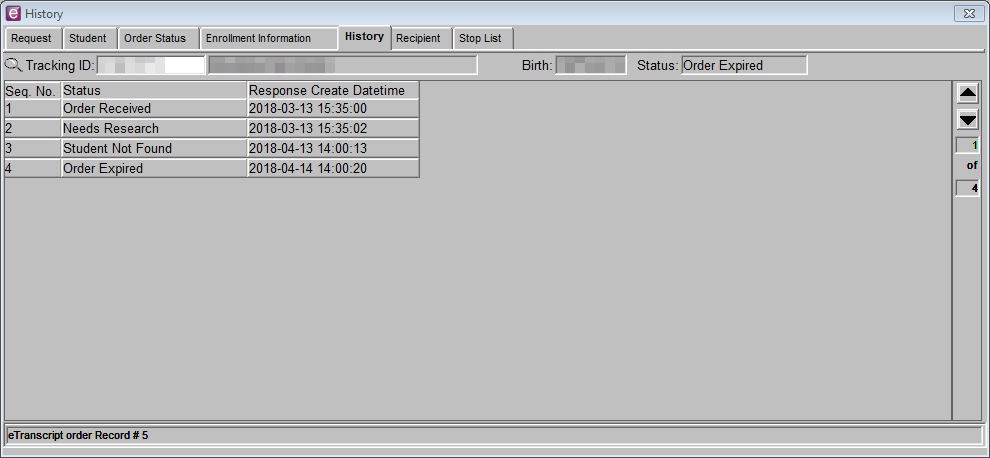 History
Request Student Order Status Enrollment Information History Recipient Stop List
Tracking ID: Birth: Status: Order Expired
Seq. No. Status Response Create Datetime
1 Order Received 2018-03-13 15:35:00
2 Needs Research 2018-03-13 15:35:02
3 Student Not Found 2018-04-13 14:00:13
4 Order Expired 2018-04-14 14:00:20
1
of
4
eTranscript order Record # 5